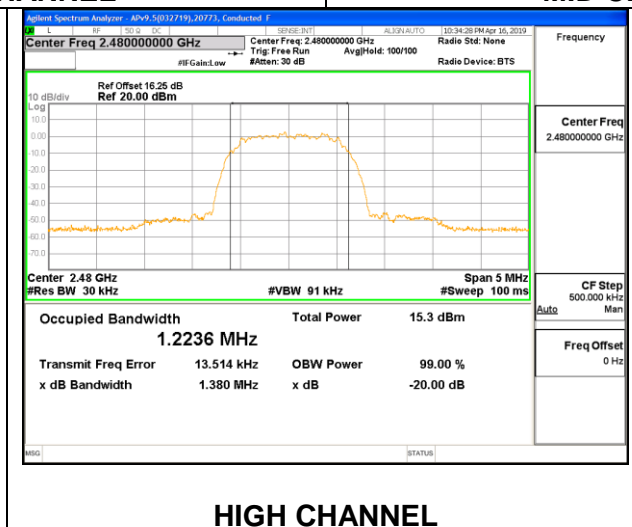 HANNEL
Agilent Spectrum Analyzer - APv9.5(032719),20773, Conducted F
L RF 50 Ω DC SENSE:INT ALIGN AUTO 10:34:28 PM Apr 16, 2019
Center Freq 2.480000000 GHz
Center Freq: 2.480000000 GHz Radio Std: None
Trig: Free Run Avg|Hold: 100/100
#IFGain:Low #Atten: 30 dB Radio Device: BTS
Frequency
Ref Offset 16.25 dB
10 dB/div Ref 20.00 dBm
Log
10.0
0.00
-10.0
-20.0
-30.0
-40.0
-50.0
-60.0
-70.0
Center 2.48 GHz Span 5 MHz
#Res BW 30 kHz #VBW 91 kHz #Sweep 100 ms
Center Freq
2.480000000 GHz
CF Step
500.000 kHz
Auto Man
Freq Offset
0 Hz
Occupied Bandwidth Total Power 15.3 dBm
1.2236 MHz
Transmit Freq Error 13.514 kHz OBW Power 99.00 %
x dB Bandwidth 1.380 MHz x dB -20.00 dB
MSG STATUS
HIGH CHANNEL